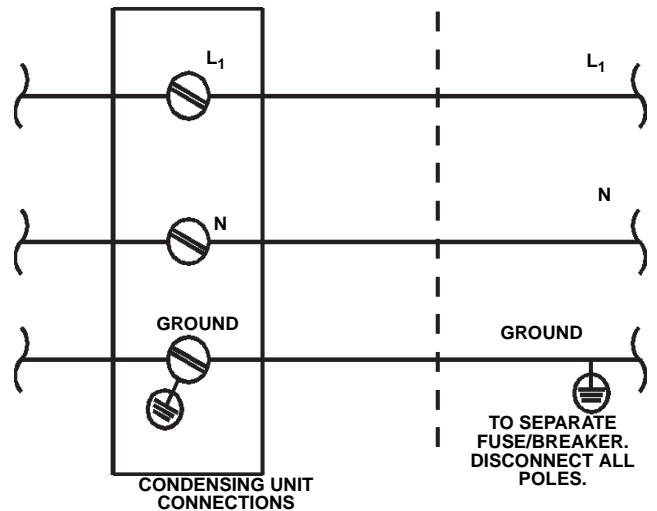 L1
L1
N
N
GROUND
GROUND
TO SEPARATE
FUSE/BREAKER.
DISCONNECT ALL
POLES.
CONDENSING UNIT
CONNECTIONS